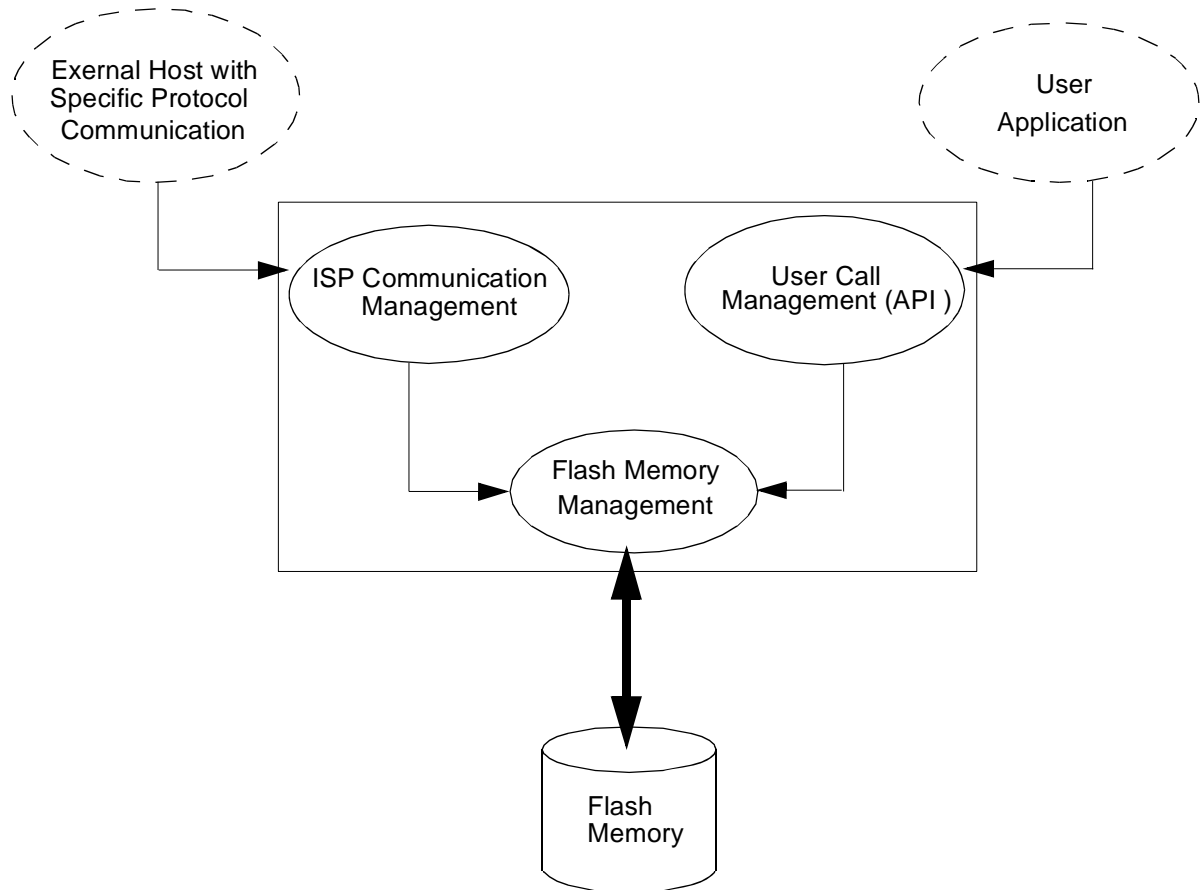 Exernal Host with
Specific Protocol
Communication
User
Application
ISP Communication
Management
User Call
Management (API )
Flash Memory
Management
Flash
Memory